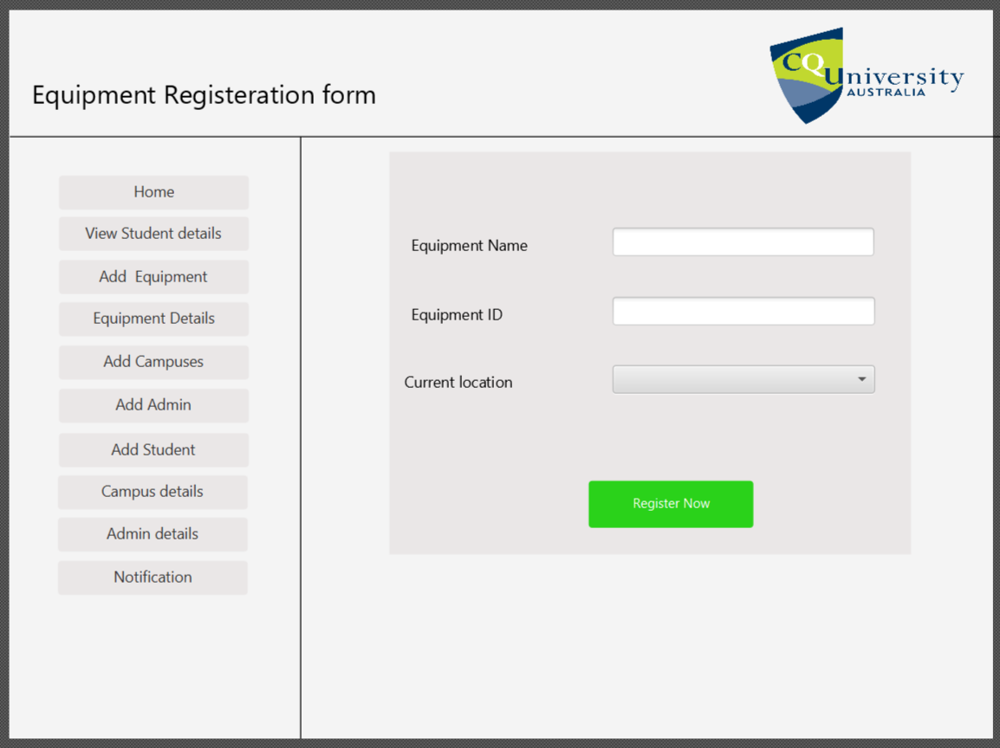 Equipment Registeration form
CQUniversity
AUSTRALIA
Home
View Student details
Add  Equipment
Equipment Details
Add Campuses
Add Admin
Add Student
Campus details
Admin details
Notification
Equipment Name
Equipment ID
Current location
Register Now